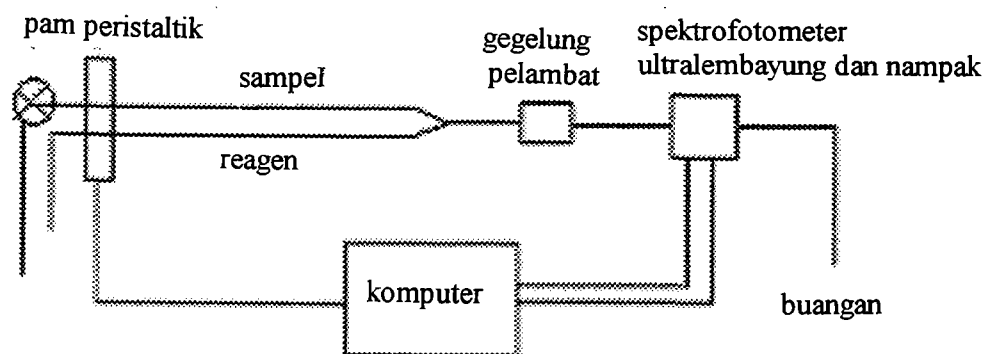 pam peristaltik
gegelung
pelambat
spektrofotometer
ultralembayung dan nampak
sampel
reagen
komputer
buangan